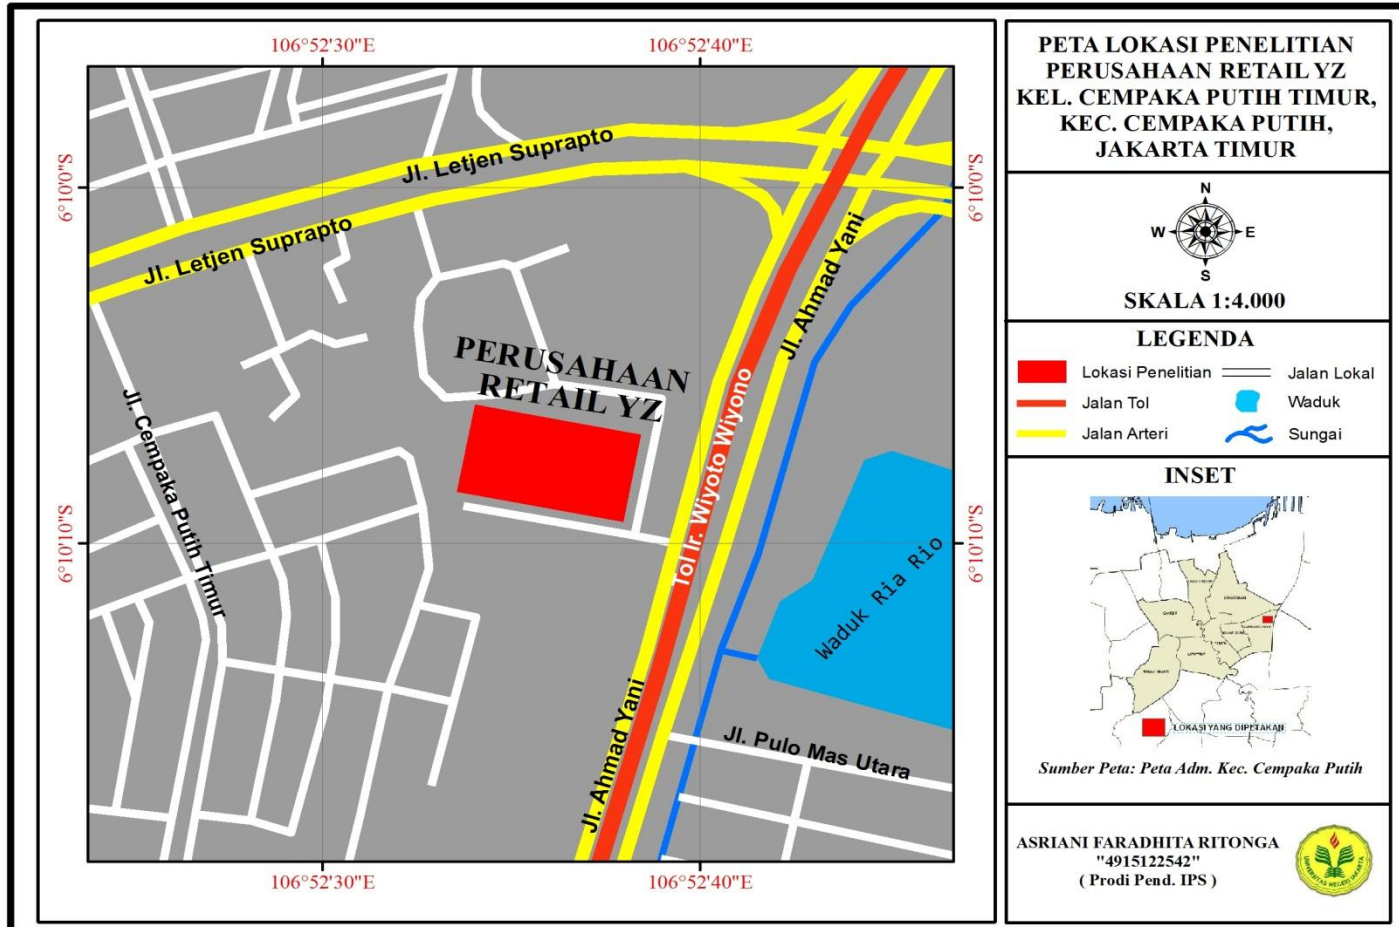 106°52'30"E
106°52'40"E
6°10'0"S
6°10'0"S
Jl. Letjen Suprapto
Jl. Letjen Suprapto
Jl. Ahmad Yani
PERUSAHAAN
RETAIL YZ
Tol Ir. Wiyoto Wiyono
Jl. Cempaka Putih Timur
6°10'10"S
6°10'10"S
Waduk Ria Rio
Jl. Ahmad Yani
Jl. Pulo Mas Utara
106°52'30"E
106°52'40"E
PETA LOKASI PENELITIAN
PERUSAHAAN RETAIL YZ
KEL. CEMPAKA PUTIH TIMUR,
KEC. CEMPAKA PUTIH,
JAKARTA TIMUR
N
W
E
S
SKALA 1:4.000
LEGENDA
Lokasi Penelitian
Jalan Lokal
Jalan Tol
Waduk
Jalan Arteri
Sungai
INSET
LOKASI YANG DIPETAKAN
Sumber Peta: Peta Adm. Kec. Cempaka Putih
ASRIANI FARADHITA RITONGA
"4915122542"
( Prodi Pend. IPS )
UNIVERSITAS NEGERI JAKARTA